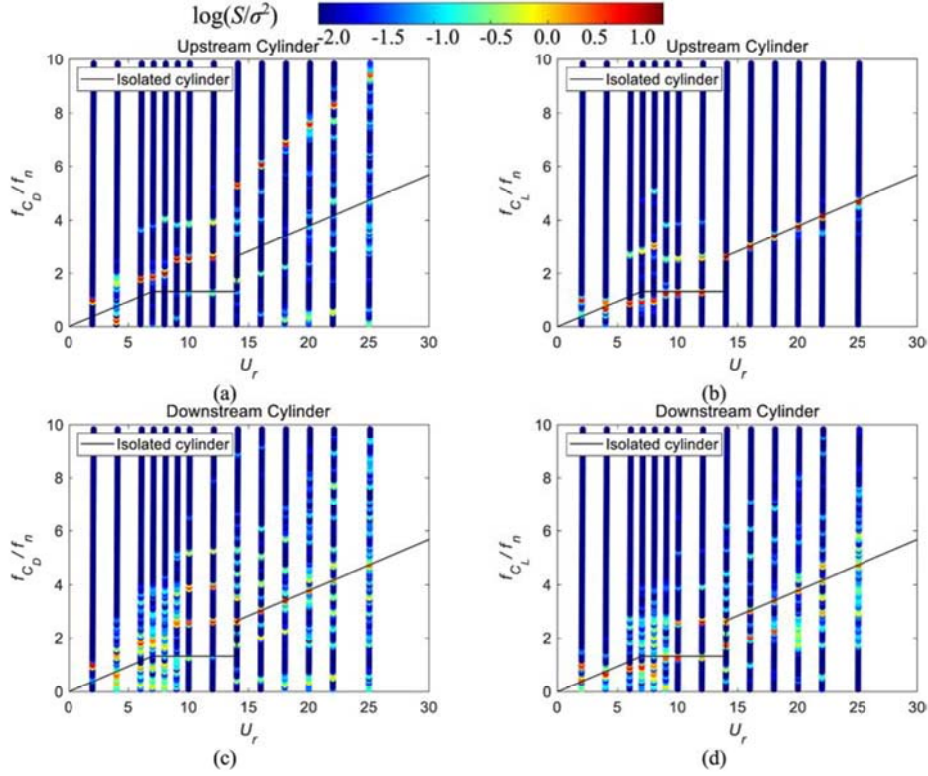 log(S/σ²)
-2.0 -1.5 -1.0 -0.5 0.0 0.5 1.0
Upstream Cylinder
Isolated cylinder
10
8
6
4
2
0
f_{C_D}/f_n
0 5 10 15 20 25 30
U_r
(a)
Upstream Cylinder
Isolated cylinder
10
8
6
4
2
0
f_{C_L}/f_n
0 5 10 15 20 25 30
U_r
(b)
Downstream Cylinder
Isolated cylinder
10
8
6
4
2
0
f_{C_D}/f_n
0 5 10 15 20 25 30
U_r
(c)
Downstream Cylinder
Isolated cylinder
10
8
6
4
2
0
f_{C_L}/f_n
0 5 10 15 20 25 30
U_r
(d)